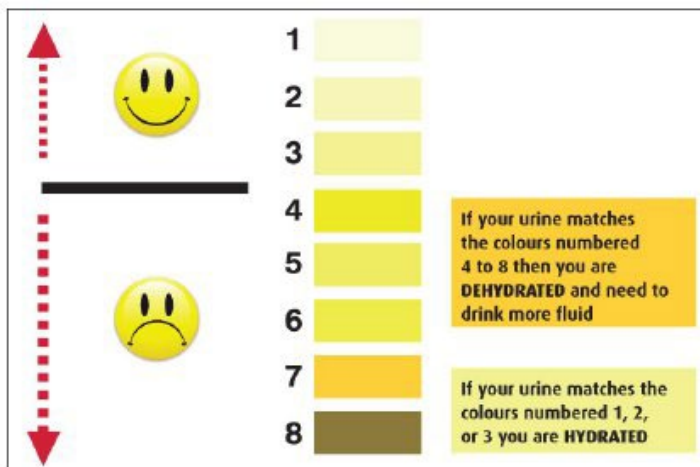 1
2
3
4
5
6
7
8
If your urine matches
the colours numbered
4 to 8 then you are
DEHYDRATED and need to
drink more fluid
If your urine matches the
colours numbered 1, 2,
or 3 you are HYDRATED